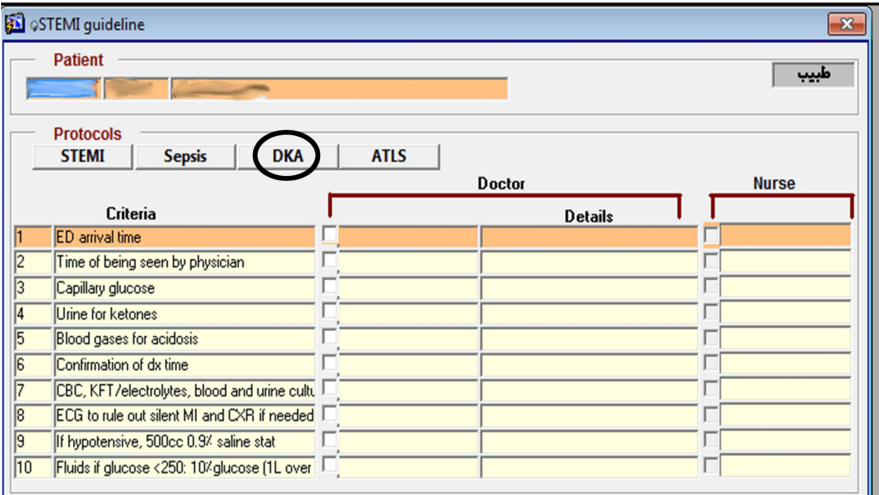 STEMI guideline
Patient
طبيب
Protocols
STEMI Sepsis DKA ATLS
Doctor Nurse
Criteria Details
1 ED arrival time
2 Time of being seen by physician
3 Capillary glucose
4 Urine for ketones
5 Blood gases for acidosis
6 Confirmation of dx time
7 CBC, KFT/electrolytes, blood and urine cultu
8 ECG to rule out silent MI and CXR if needed
9 If hypotensive, 500cc 0.9% saline stat
10 Fluids if glucose <250: 10%glucose (1L over